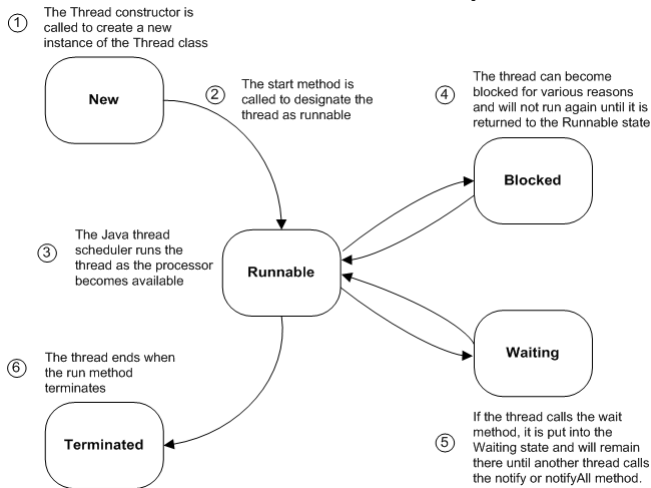 1
The Thread constructor is
called to create a new
instance of the Thread class
New
2
The start method is
called to designate the
thread as runnable
4
The thread can become
blocked for various reasons
and will not run again until it is
returned to the Runnable state
Blocked
3
The Java thread
scheduler runs the
thread as the processor
becomes available
Runnable
Waiting
6
The thread ends when
the run method
terminates
Terminated
5
If the thread calls the wait
method, it is put into the
Waiting state and will remain
there until another thread calls
the notify or notifyAll method.